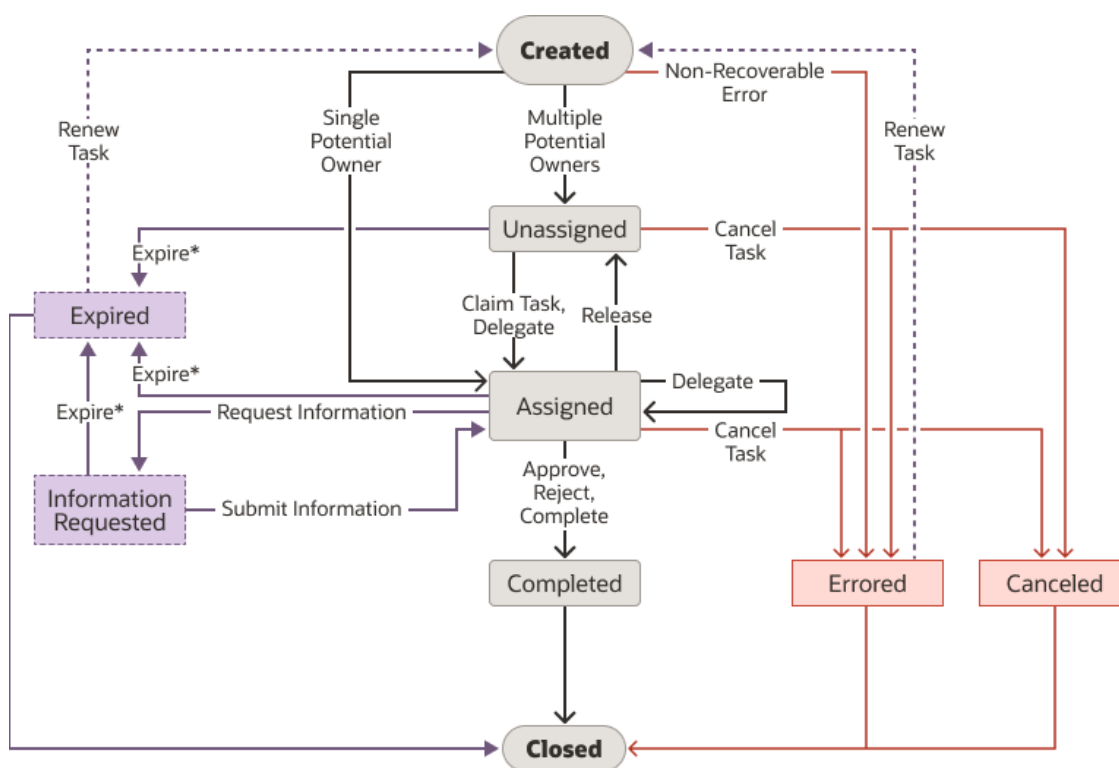 Created
Non-Recoverable
Error
Single
Potential
Owner
Multiple
Potential
Owners
Renew
Task
Renew
Task
Unassigned
Cancel
Task
Expire*
Expired
Claim Task,
Delegate
Release
Expire*
Delegate
Assigned
Expire*
Request Information
Cancel
Task
Information
Requested
Submit Information
Approve,
Reject,
Complete
Completed
Errored
Canceled
Closed